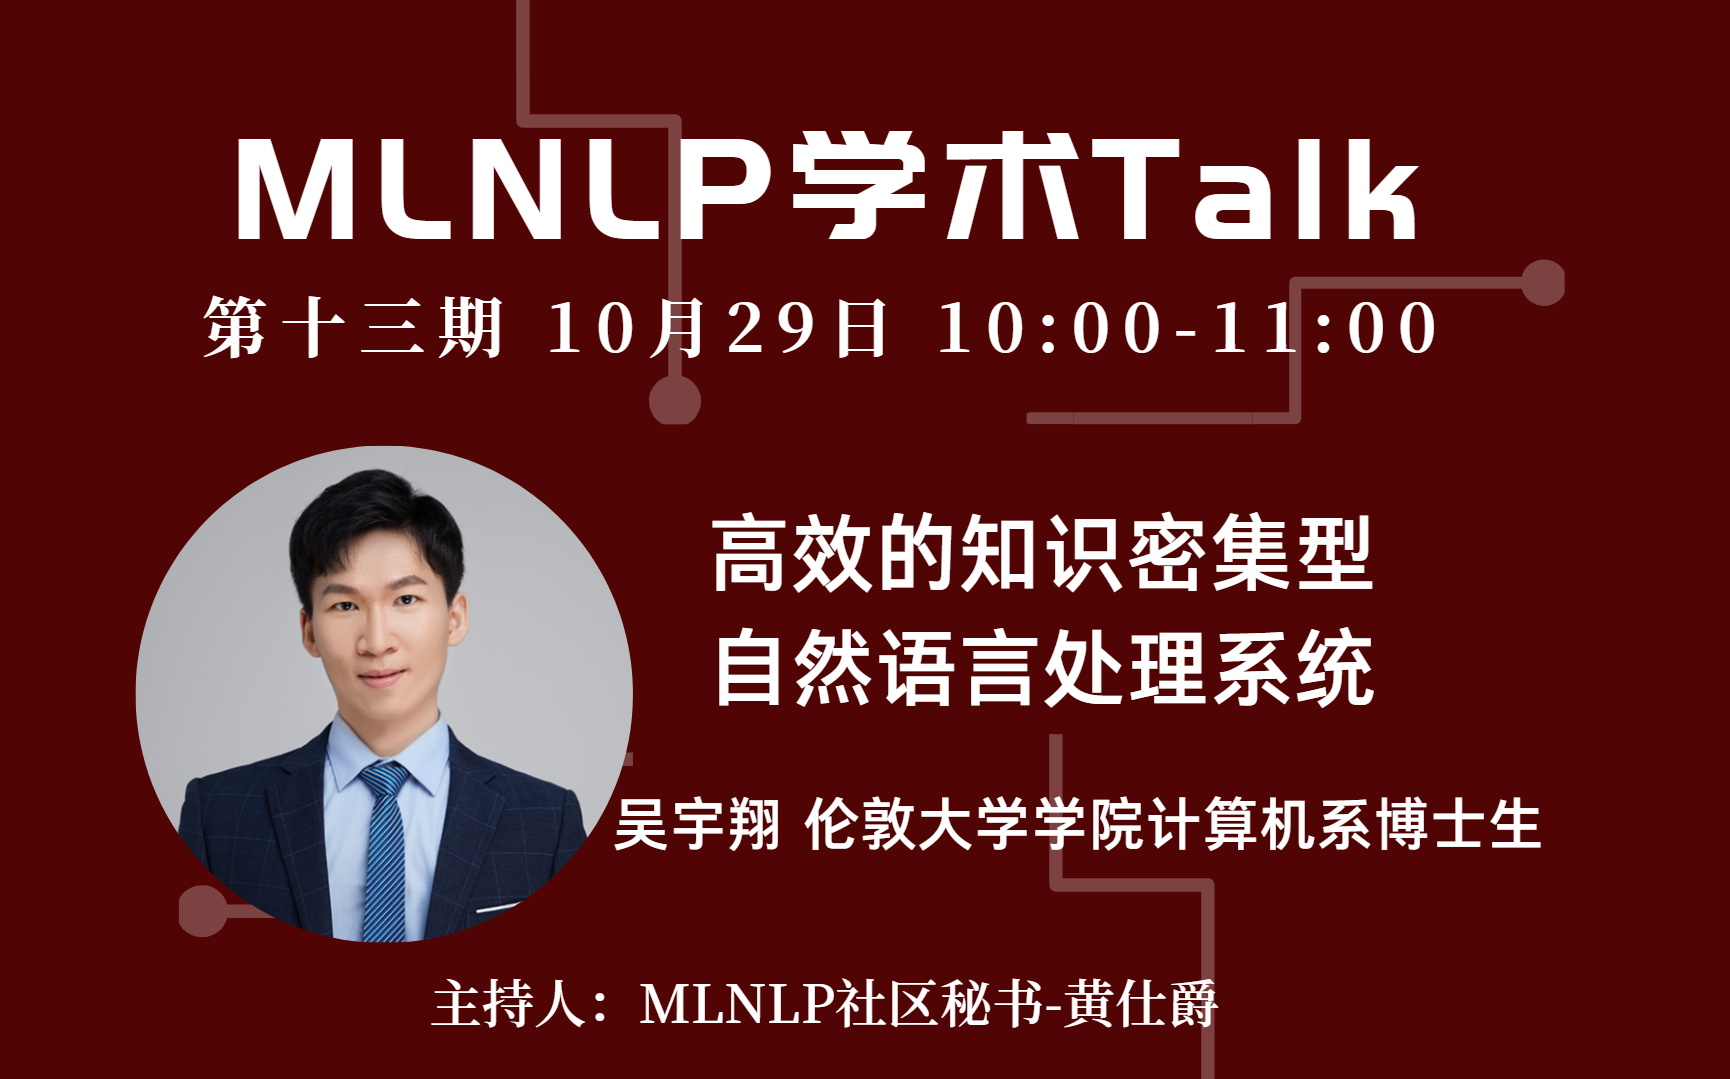 MLNLP学术Talk
第十三期 10月29日 10:00-11:00
高效的知识密集型
自然语言处理系统
吴宇翔 伦敦大学学院计算机系博士生
主持人：MLNLP社区秘书-黄仕爵